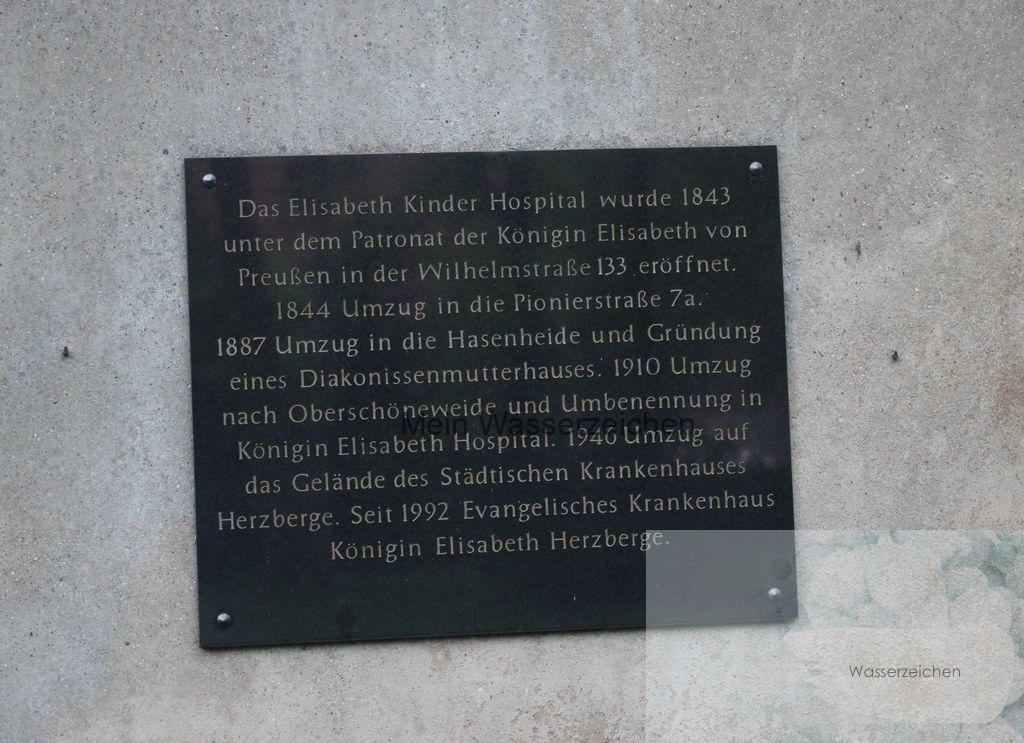 Das Elisabeth Kinder Hospital wurde 1843
unter dem Patronat der Königin Elisabeth von
Preußen in der Wilhelmstraße 133 eröffnet.
1844 Umzug in die Pionierstraße 7a.
1887 Umzug in die Hasenheide und Gründung
eines Diakonissenmutterhauses. 1910 Umzug
nach Oberschöneweide und Umbenennung in
Mein Wasserzeichen
Königin Elisabeth Hospital. 1946 Umzug auf
das Gelände des Städtischen Krankenhauses
Herzberge. Seit 1992 Evangelisches Krankenhaus
Königin Elisabeth Herzberge.
Wasserzeichen